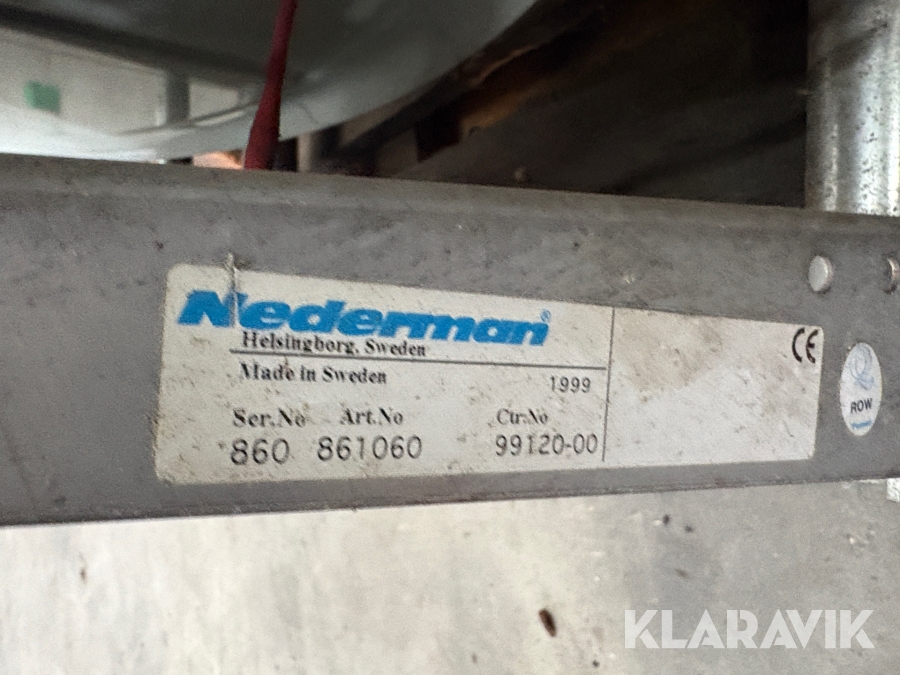 Nederman®
Helsingborg, Sweden
Made in Sweden 1999
Ser.No Art.No Ctr.No
860 861060 99120-00
CE
ROW
KLARAVIK